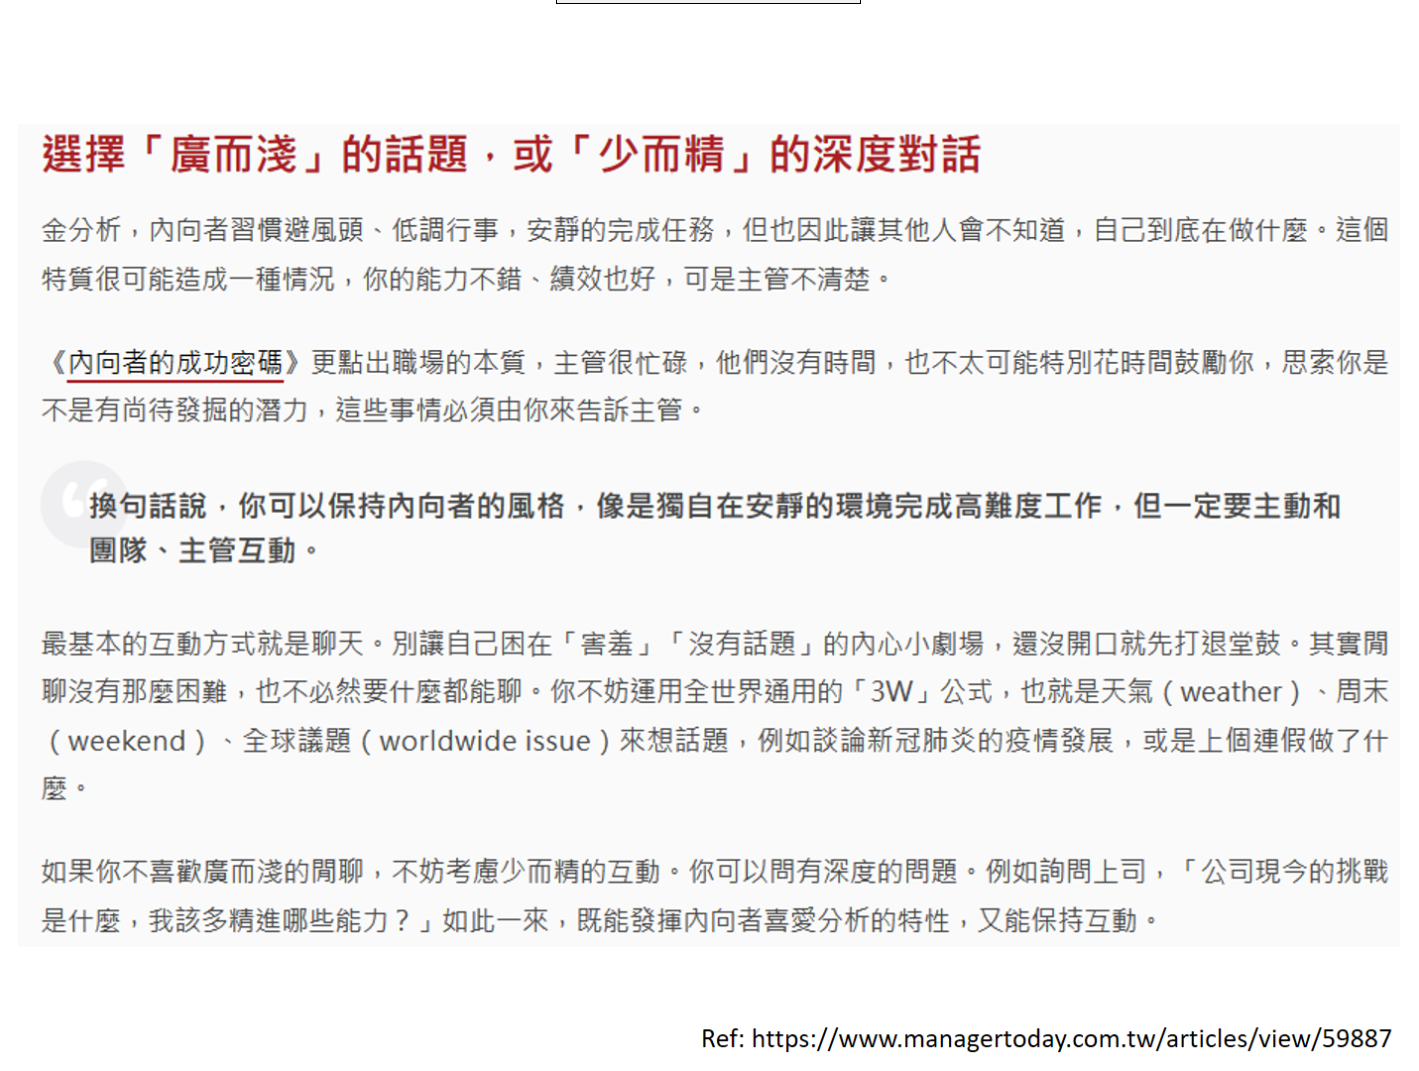 選擇「廣而淺」的話題，或「少而精」的深度對話
金分析，內向者習慣避風頭、低調行事，安靜的完成任務，但也因此讓其他人會不知道，自己到底在做什麼。這個
特質很可能造成一種情況，你的能力不錯、績效也好，可是主管不清楚。
《內向者的成功密碼》更點出職場的本質，主管很忙碌，他們沒有時間，也不太可能特別花時間鼓勵你，思索你是
不是有尚待發掘的潛力，這些事情必須由你來告訴主管。
換句話說，你可以保持內向者的風格，像是獨自在安靜的環境完成高難度工作，但一定要主動和
團隊、主管互動。
最基本的互動方式就是聊天。別讓自己困在「害羞」「沒有話題」的內心小劇場，還沒開口就先打退堂鼓。其實閒
聊沒有那麼困難，也不必然要什麼都能聊。你不妨運用全世界通用的「3W」公式，也就是天氣（weather）、周末
（weekend）、全球議題（worldwide issue）來想話題，例如談論新冠肺炎的疫情發展，或是上個連假做了什
麼。
如果你不喜歡廣而淺的閒聊，不妨考慮少而精的互動。你可以問有深度的問題。例如詢問上司，「公司現今的挑戰
是什麼，我該多精進哪些能力？」如此一來，既能發揮內向者喜愛分析的特性，又能保持互動。
Ref: https://www.managertoday.com.tw/articles/view/59887